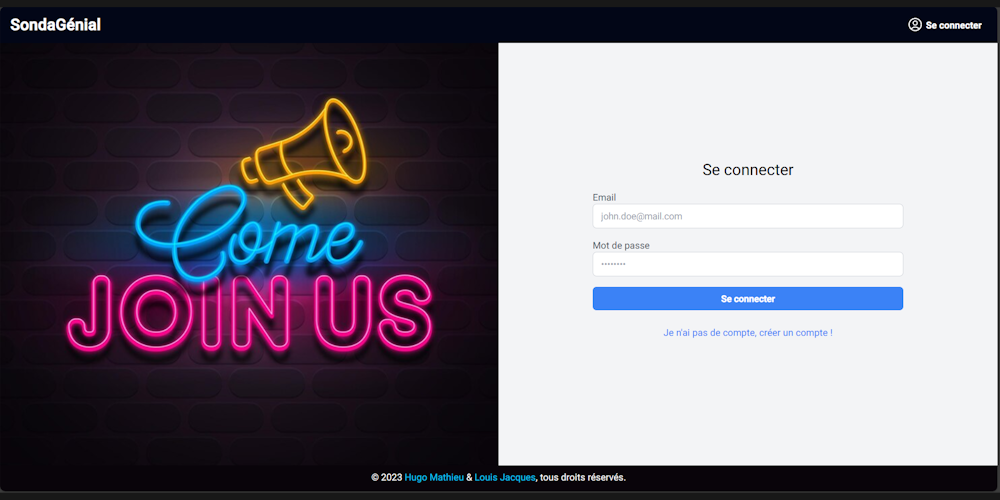 SondaGénial
Se connecter
Come
JOIN US
Se connecter
Email
john.doe@mail.com
Mot de passe
••••••••
Se connecter
Je n'ai pas de compte, créer un compte !
© 2023 Hugo Mathieu & Louis Jacques, tous droits réservés.